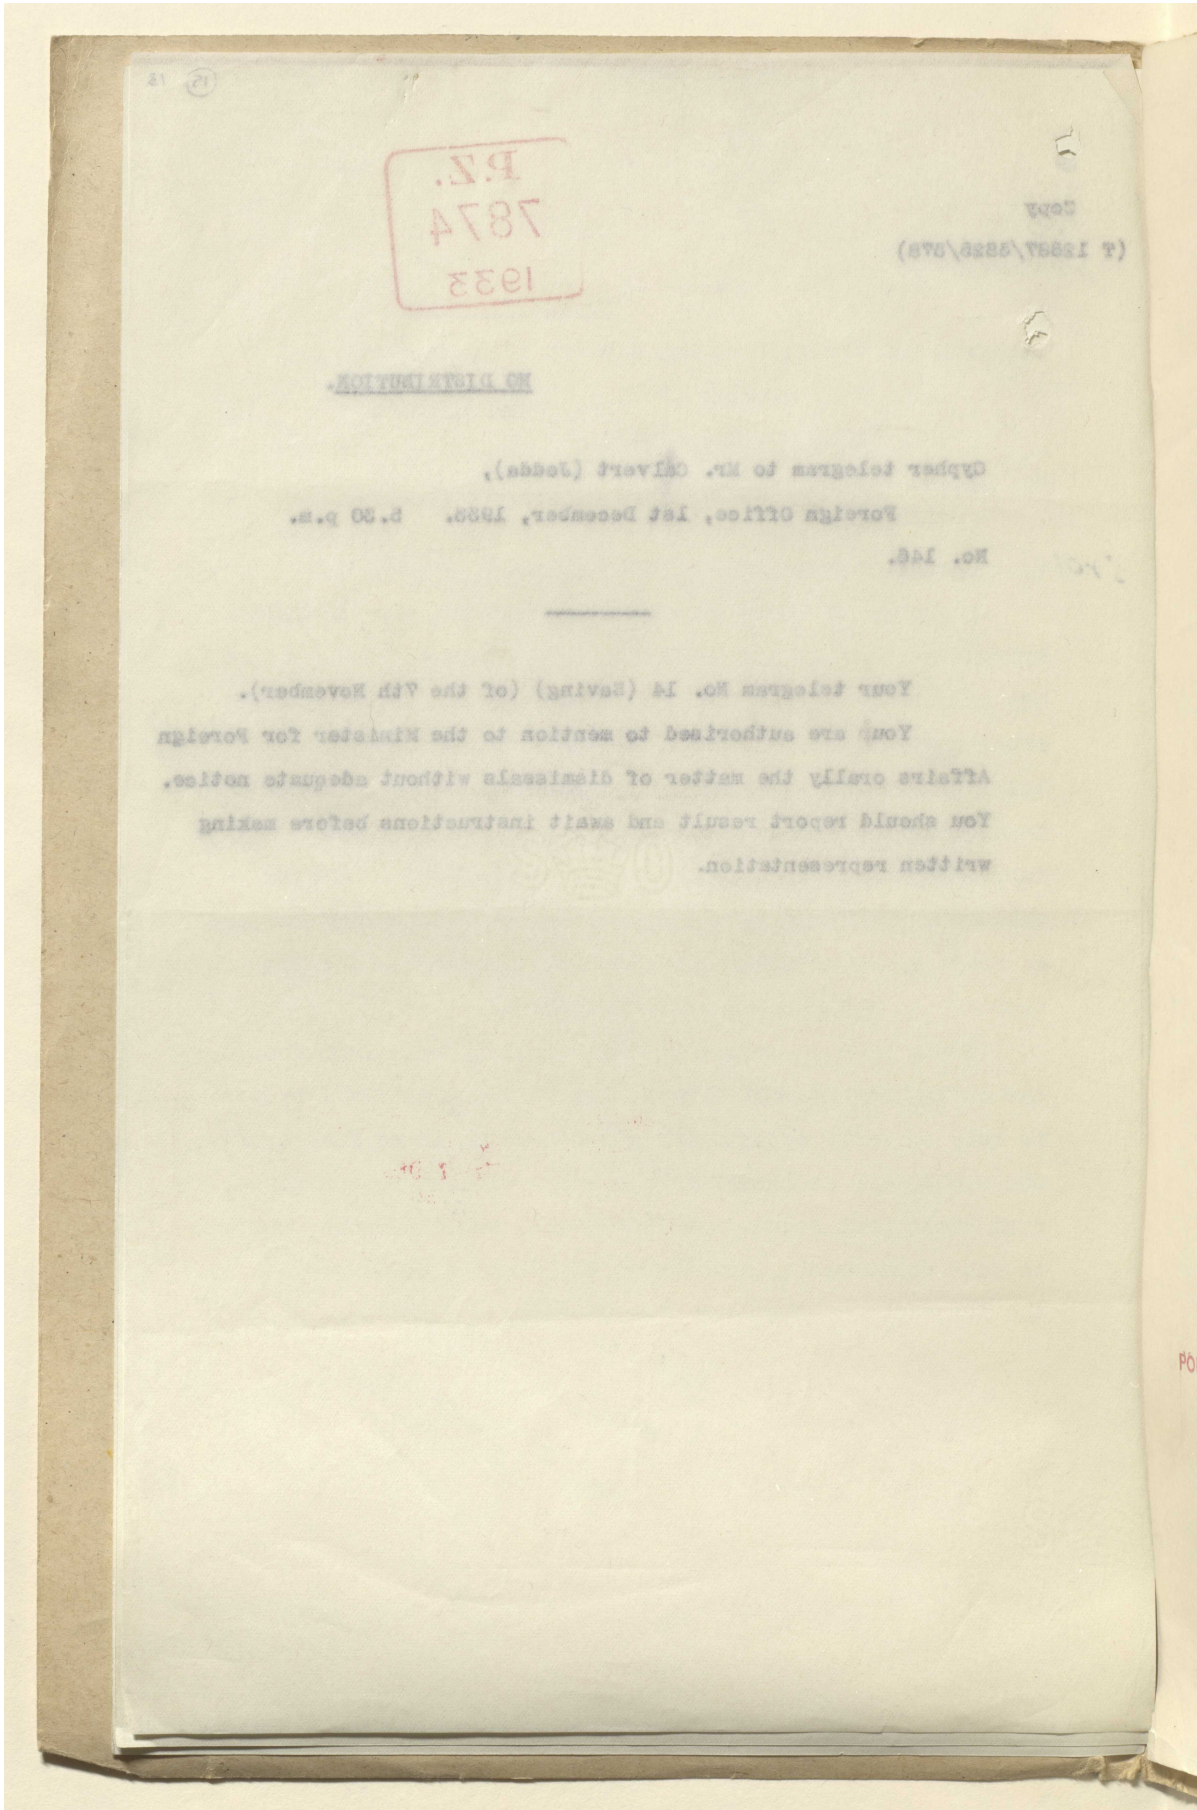 15 13
P.Z.
7874
1933
Copy
NO DISTRIBUTION.
Cypher telegram to Mr. Calvert (Jedda),
Foreign Office, 1st December, 1933. 5.30 p.m.
No. 146.
Your telegram No. 14 (Saving) (of the 7th November).
You are authorised to mention to the Minister for Foreign
Affairs orally the matter of dismissals without adequate notice.
You should report result and await instructions before making
written representation.
PO